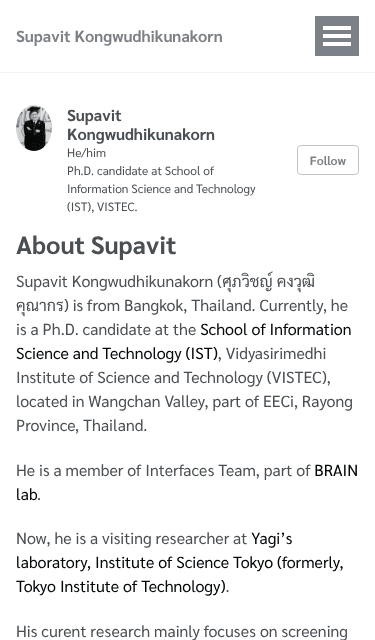 Supavit Kongwudhikunakorn
Supavit
Kongwudhikunakorn
He/him
Ph.D. candidate at School of
Information Science and Technology
(IST), VISTEC.
Follow
About Supavit
Supavit Kongwudhikunakorn (ศุภวิชญ์ คงวุฒิ
คุณากร) is from Bangkok, Thailand. Currently, he
is a Ph.D. candidate at the School of Information
Science and Technology (IST), Vidyasirimedhi
Institute of Science and Technology (VISTEC),
located in Wangchan Valley, part of EECi, Rayong
Province, Thailand.
He is a member of Interfaces Team, part of BRAIN
lab.
Now, he is a visiting researcher at Yagi's
laboratory, Institute of Science Tokyo (formerly,
Tokyo Institute of Technology).
His curent research mainly focuses on screening